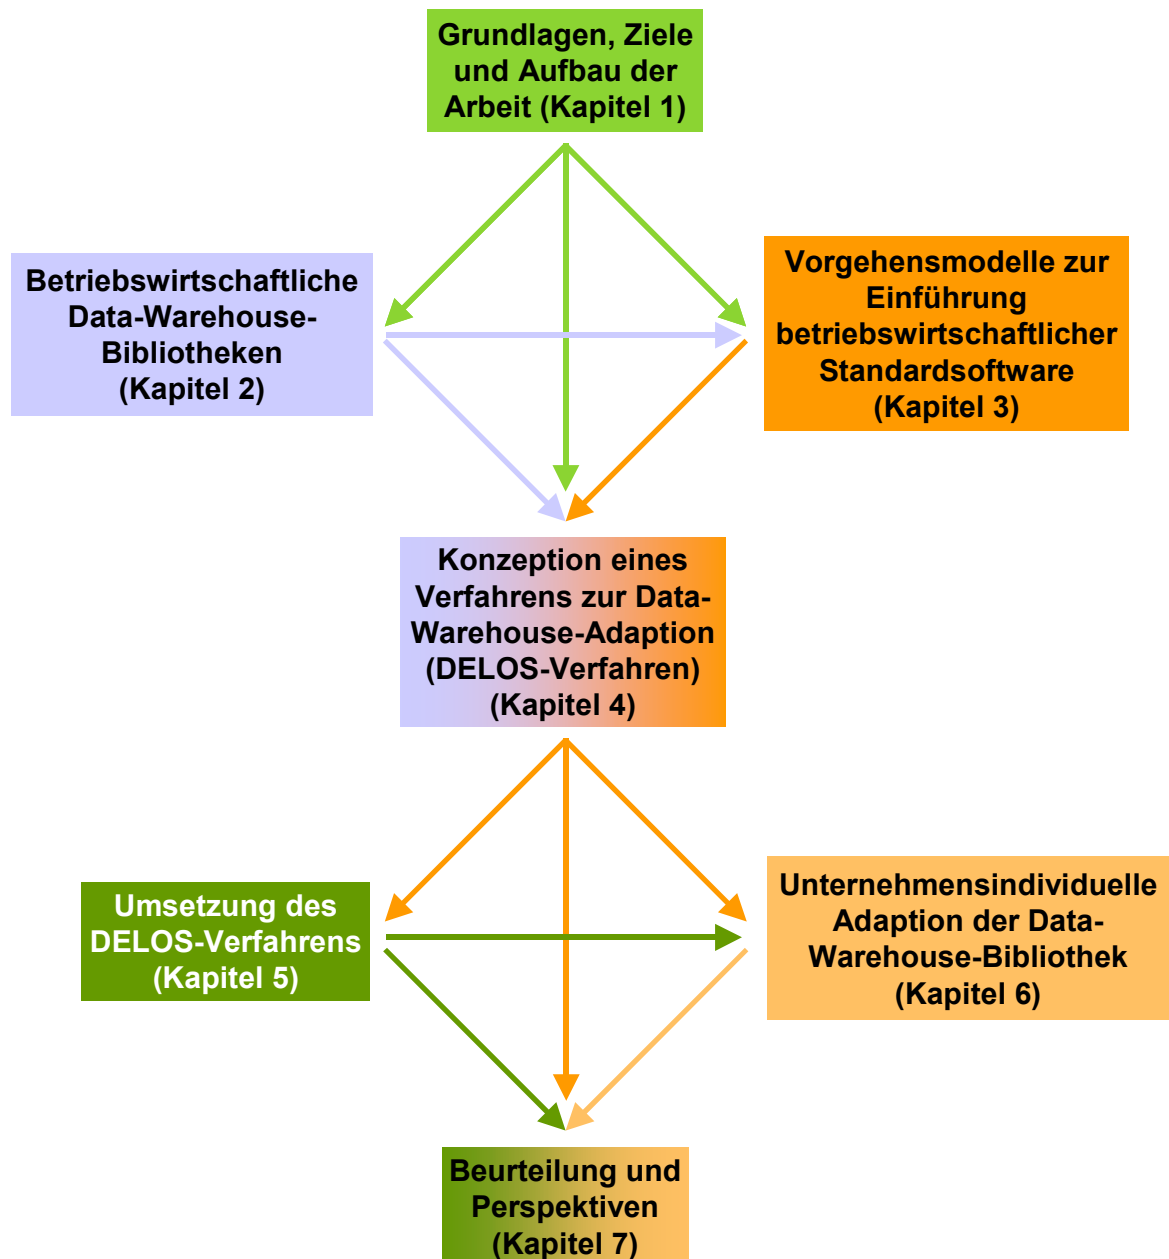 Grundlagen, Ziele
und Aufbau der
Arbeit (Kapitel 1)
Betriebswirtschaftliche
Data-Warehouse-
Bibliotheken
(Kapitel 2)
Vorgehensmodelle zur
Einführung
betriebswirtschaftlicher
Standardsoftware
(Kapitel 3)
Konzeption eines
Verfahrens zur Data-
Warehouse-Adaption
(DELOS-Verfahren)
(Kapitel 4)
Umsetzung des
DELOS-Verfahrens
(Kapitel 5)
Unternehmensindividuelle
Adaption der Data-
Warehouse-Bibliothek
(Kapitel 6)
Beurteilung und
Perspektiven
(Kapitel 7)